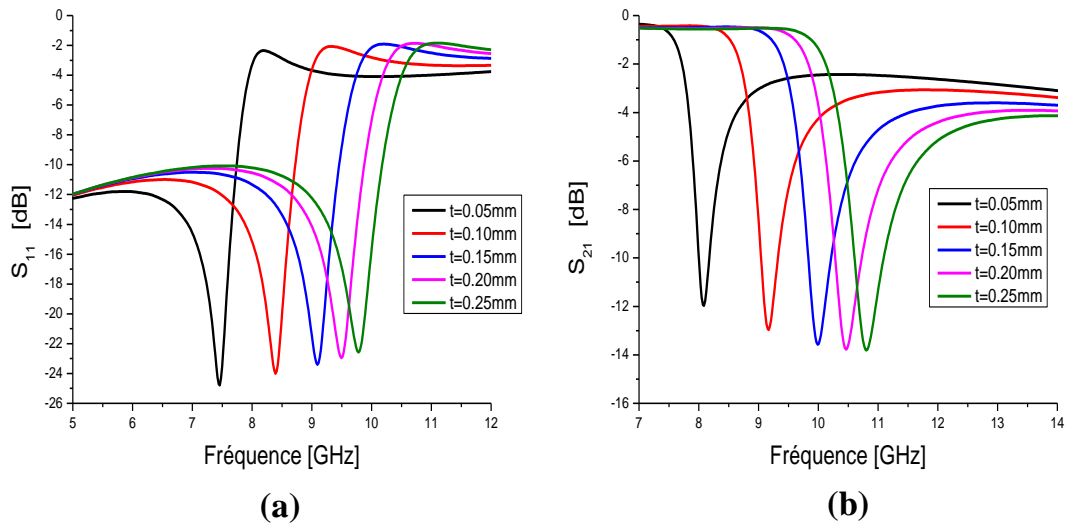 0
-2
-4
-6
-8
-10
-12
-14
-16
-18
-20
-22
-24
-26
S11 [dB]
5 6 7 8 9 10 11 12
Fréquence [GHz]
t=0.05mm
t=0.10mm
t=0.15mm
t=0.20mm
t=0.25mm
(a)
0
-2
-4
-6
-8
-10
-12
-14
-16
S21 [dB]
7 8 9 10 11 12 13 14
Fréquence [GHz]
t=0.05mm
t=0.10mm
t=0.15mm
t=0.20mm
t=0.25mm
(b)